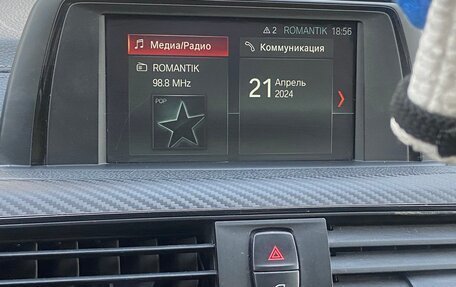 2 ROMANTIK 18:56
Медиа/Радио
Коммуникация
ROMANTIK
98.8 MHz
POP
21 Апрель
2024